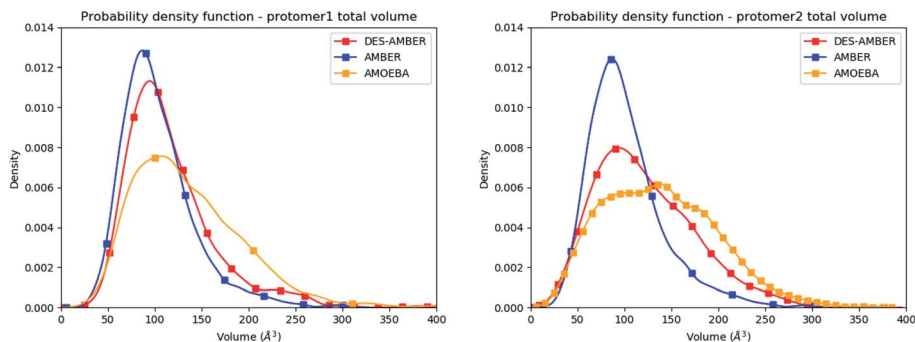 Probability density function - protomer1 total volume
0.014
0.012
0.010
0.008
0.006
0.004
0.002
0.000
Density
DES-AMBER
AMBER
AMOEBA
0 50 100 150 200 250 300 350 400
Volume (Å³)
Probability density function - protomer2 total volume
0.014
0.012
0.010
0.008
0.006
0.004
0.002
0.000
Density
DES-AMBER
AMBER
AMOEBA
0 50 100 150 200 250 300 350 400
Volume (Å³)